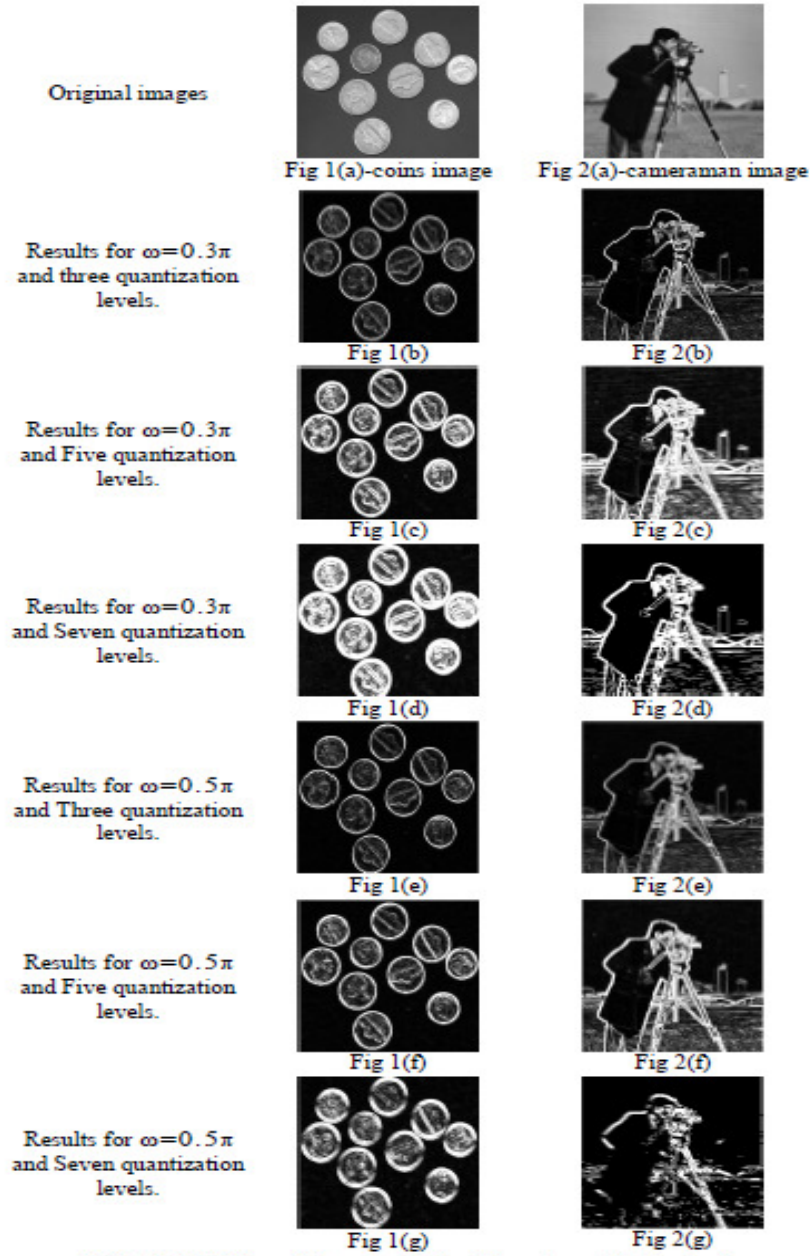 Original images
Fig 1(a)-coins image
Fig 2(a)-cameraman image
Results for ω=0.3π
and three quantization
levels.
Fig 1(b)
Fig 2(b)
Results for ω=0.3π
and Five quantization
levels.
Fig 1(c)
Fig 2(c)
Results for ω=0.3π
and Seven quantization
levels.
Fig 1(d)
Fig 2(d)
Results for ω=0.5π
and Three quantization
levels.
Fig 1(e)
Fig 2(e)
Results for ω=0.5π
and Five quantization
levels.
Fig 1(f)
Fig 2(f)
Results for ω=0.5π
and Seven quantization
levels.
Fig 1(g)
Fig 2(g)